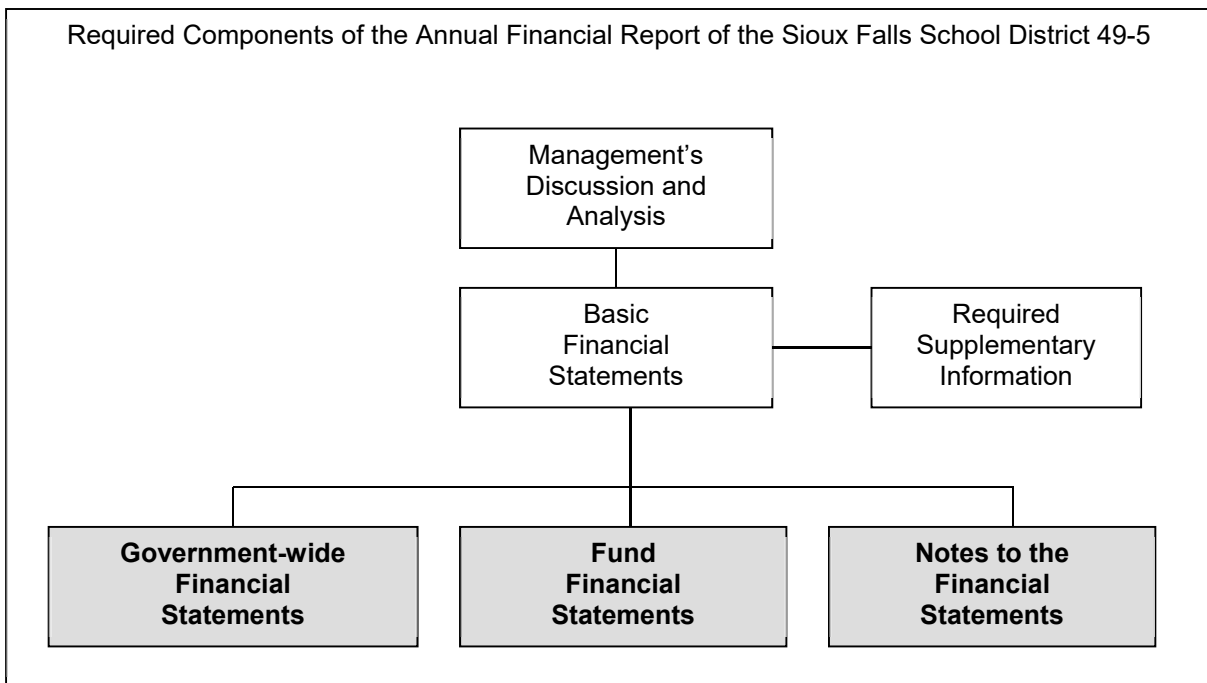 Required Components of the Annual Financial Report of the Sioux Falls School District 49-5
Management’s
Discussion and
Analysis
Basic
Financial
Statements
Required
Supplementary
Information
Government-wide
Financial
Statements
Fund
Financial
Statements
Notes to the
Financial
Statements